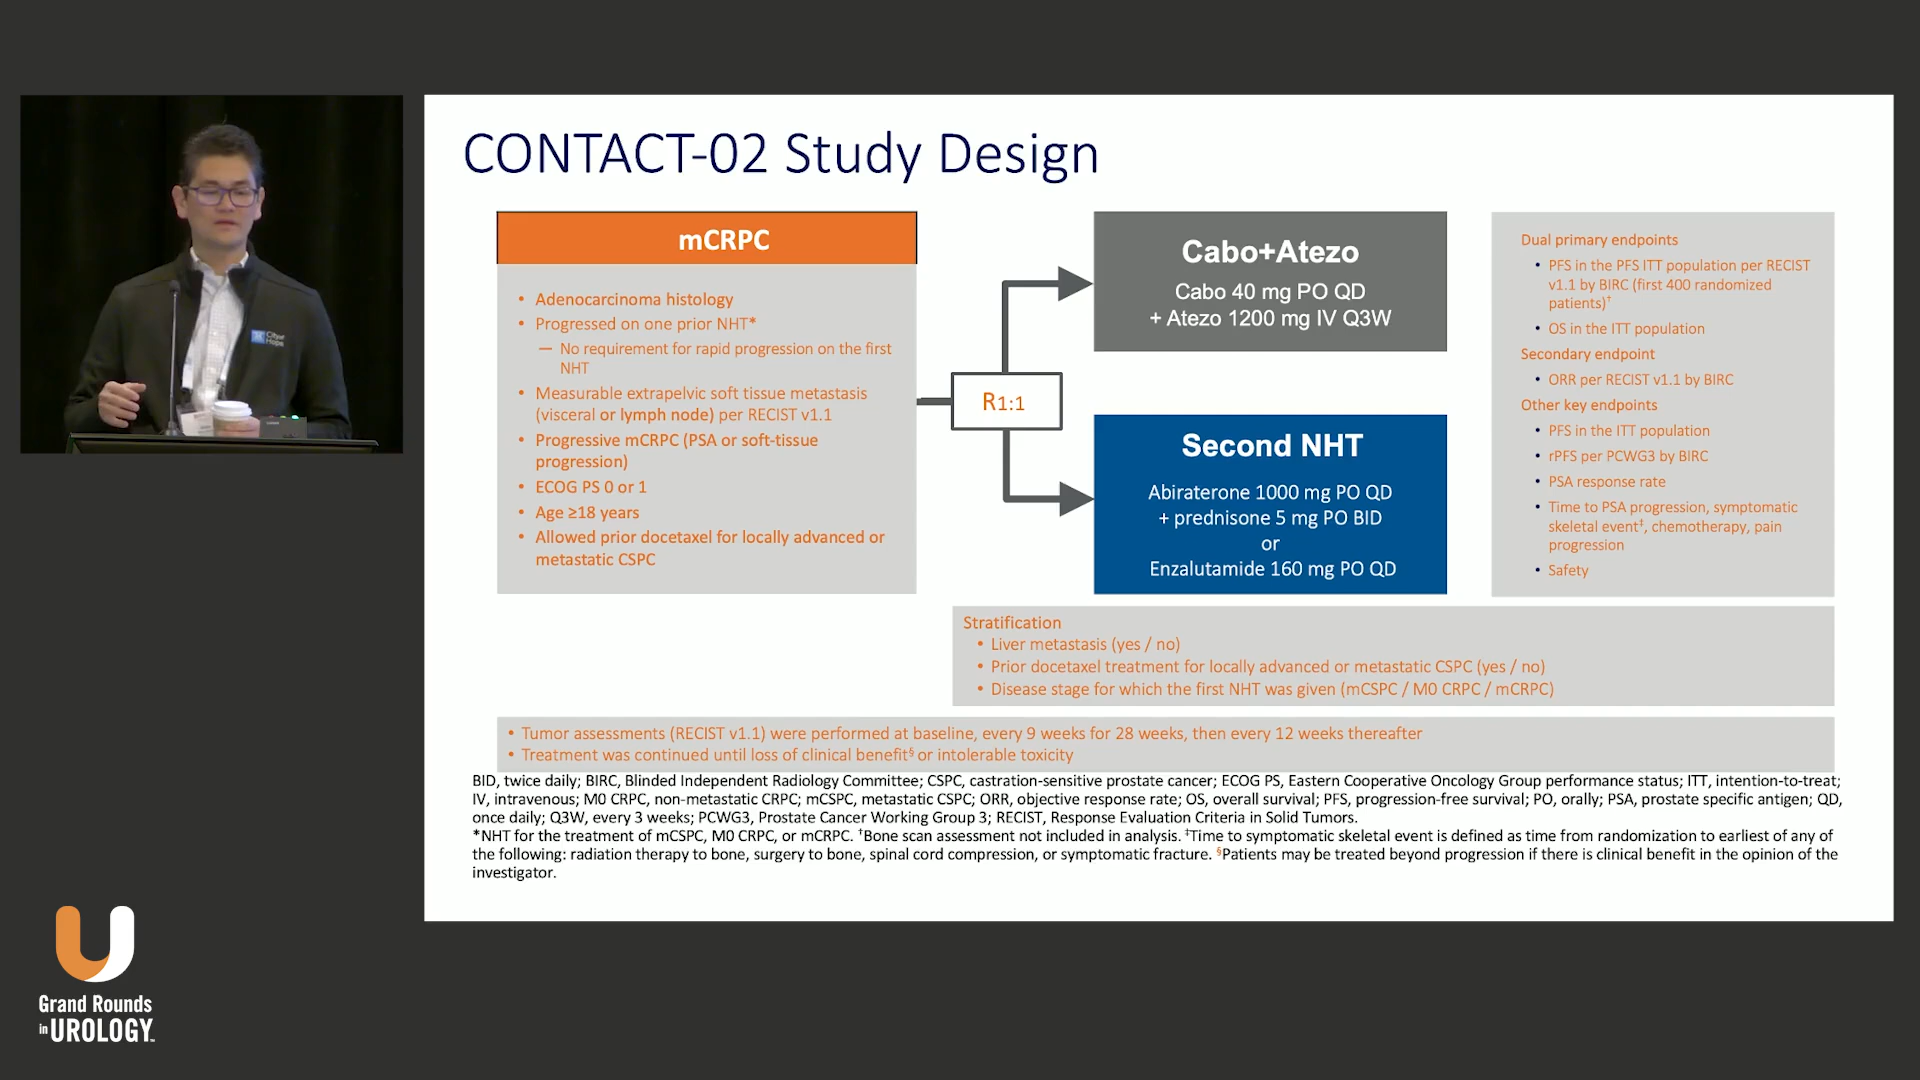 CONTACT-02 Study Design
mCRPC
• Adenocarcinoma histology
• Progressed on one prior NHT*
— No requirement for rapid progression on the first
NHT
• Measurable extrapelvic soft tissue metastasis
(visceral or lymph node) per RECIST v1.1
• Progressive mCRPC (PSA or soft-tissue
progression)
• ECOG PS 0 or 1
• Age ≥18 years
• Allowed prior docetaxel for locally advanced or
metastatic CSPC
R1:1
Cabo+Atezo
Cabo 40 mg PO QD
+ Atezo 1200 mg IV Q3W
Second NHT
Abiraterone 1000 mg PO QD
+ prednisone 5 mg PO BID
or
Enzalutamide 160 mg PO QD
Dual primary endpoints
• PFS in the PFS ITT population per RECIST
v1.1 by BIRC (first 400 randomized
patients)†
• OS in the ITT population
Secondary endpoint
• ORR per RECIST v1.1 by BIRC
Other key endpoints
• PFS in the ITT population
• rPFS per PCWG3 by BIRC
• PSA response rate
• Time to PSA progression, symptomatic
skeletal event‡, chemotherapy, pain
progression
• Safety
Stratification
• Liver metastasis (yes / no)
• Prior docetaxel treatment for locally advanced or metastatic CSPC (yes / no)
• Disease stage for which the first NHT was given (mCSPC / M0 CRPC / mCRPC)
• Tumor assessments (RECIST v1.1) were performed at baseline, every 9 weeks for 28 weeks, then every 12 weeks thereafter
• Treatment was continued until loss of clinical benefit§ or intolerable toxicity
BID, twice daily; BIRC, Blinded Independent Radiology Committee; CSPC, castration-sensitive prostate cancer; ECOG PS, Eastern Cooperative Oncology Group performance status; ITT, intention-to-treat;
IV, intravenous; M0 CRPC, non-metastatic CRPC; mCSPC, metastatic CSPC; ORR, objective response rate; OS, overall survival; PFS, progression-free survival; PO, orally; PSA, prostate specific antigen; QD,
once daily; Q3W, every 3 weeks; PCWG3, Prostate Cancer Working Group 3; RECIST, Response Evaluation Criteria in Solid Tumors.
*NHT for the treatment of mCSPC, M0 CRPC, or mCRPC. †Bone scan assessment not included in analysis. ‡Time to symptomatic skeletal event is defined as time from randomization to earliest of any of
the following: radiation therapy to bone, surgery to bone, spinal cord compression, or symptomatic fracture. §Patients may be treated beyond progression if there is clinical benefit in the opinion of the
investigator.
City of
Hope
Grand Rounds
in UROLOGY™